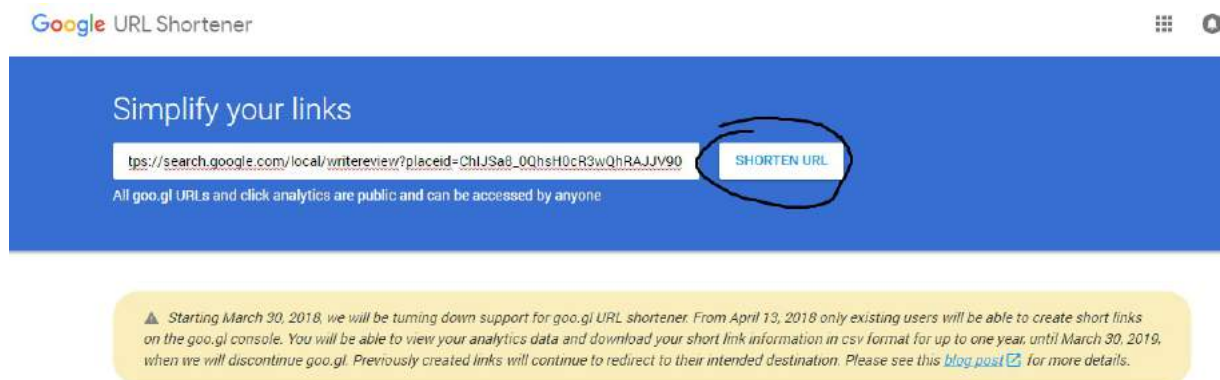 Google URL Shortener
Simplify your links
tps://search.google.com/local/writereview?placeid=ChIJSa8_0QhsH0cR3wQhRAJJV90
SHORTEN URL
All goo.gl URLs and click analytics are public and can be accessed by anyone
Starting March 30, 2018, we will be turning down support for goo.gl URL shortener. From April 13, 2018 only existing users will be able to create short links
on the goo.gl console. You will be able to view your analytics data and download your short link information in csv format for up to one year, until March 30, 2019,
when we will discontinue goo.gl. Previously created links will continue to redirect to their intended destination. Please see this blog post for more details.